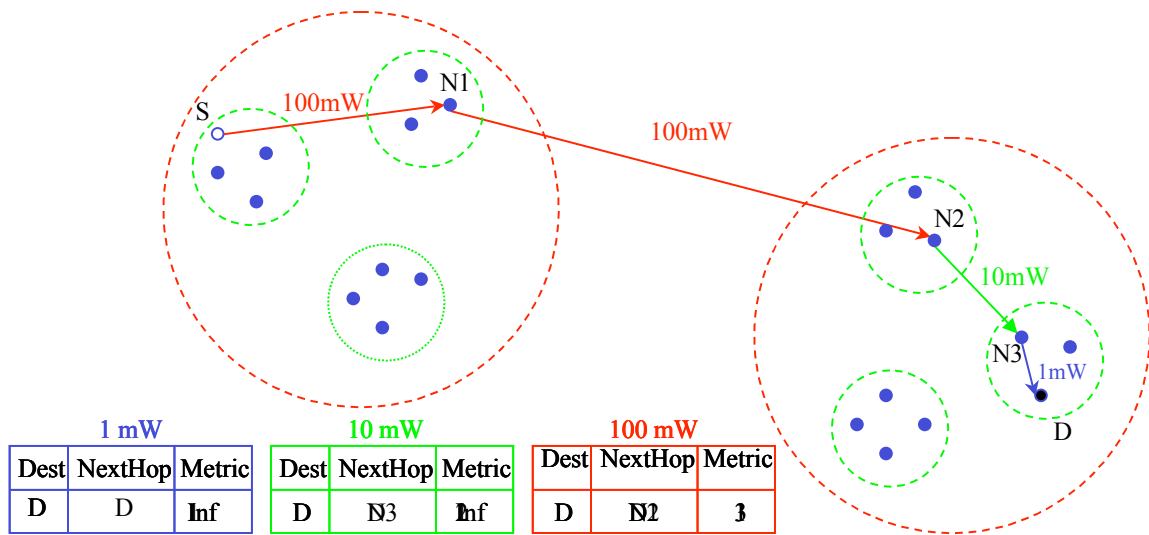 N1
S
100mW
100mW
N2
10mW
N3
1mW
D
1 mW
10 mW
100 mW
Dest NextHop Metric
D D
Dest NextHop Metric
D
Dest NextHop Metric
D